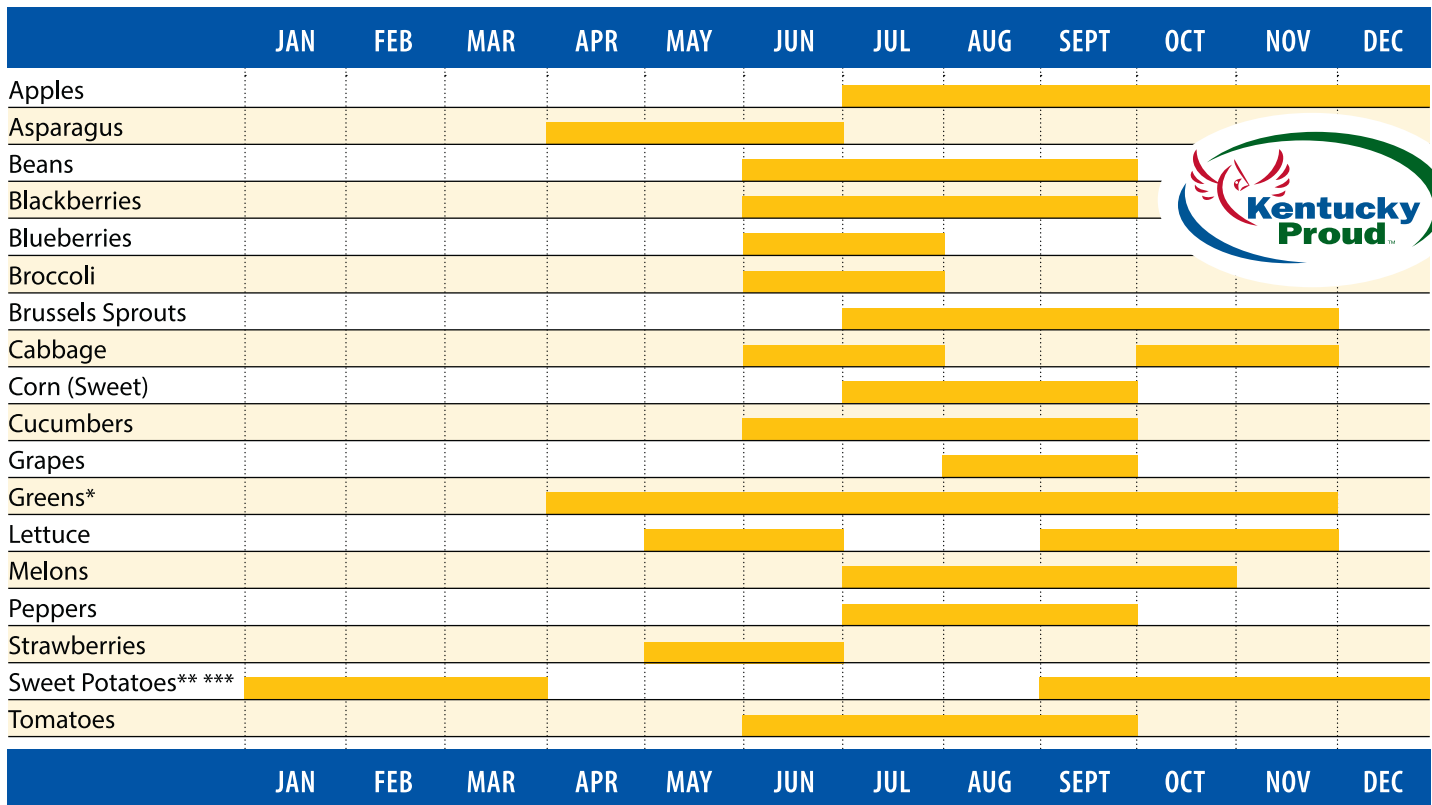 JAN FEB MAR APR MAY JUN JUL AUG SEPT OCT NOV DEC
Apples
Asparagus
Beans
Blackberries
Blueberries
Broccoli
Brussels Sprouts
Cabbage
Corn (Sweet)
Cucumbers
Grapes
Greens*
Lettuce
Melons
Peppers
Strawberries
Sweet Potatoes** ***
Tomatoes
Kentucky
Proud™
JAN FEB MAR APR MAY JUN JUL AUG SEPT OCT NOV DEC